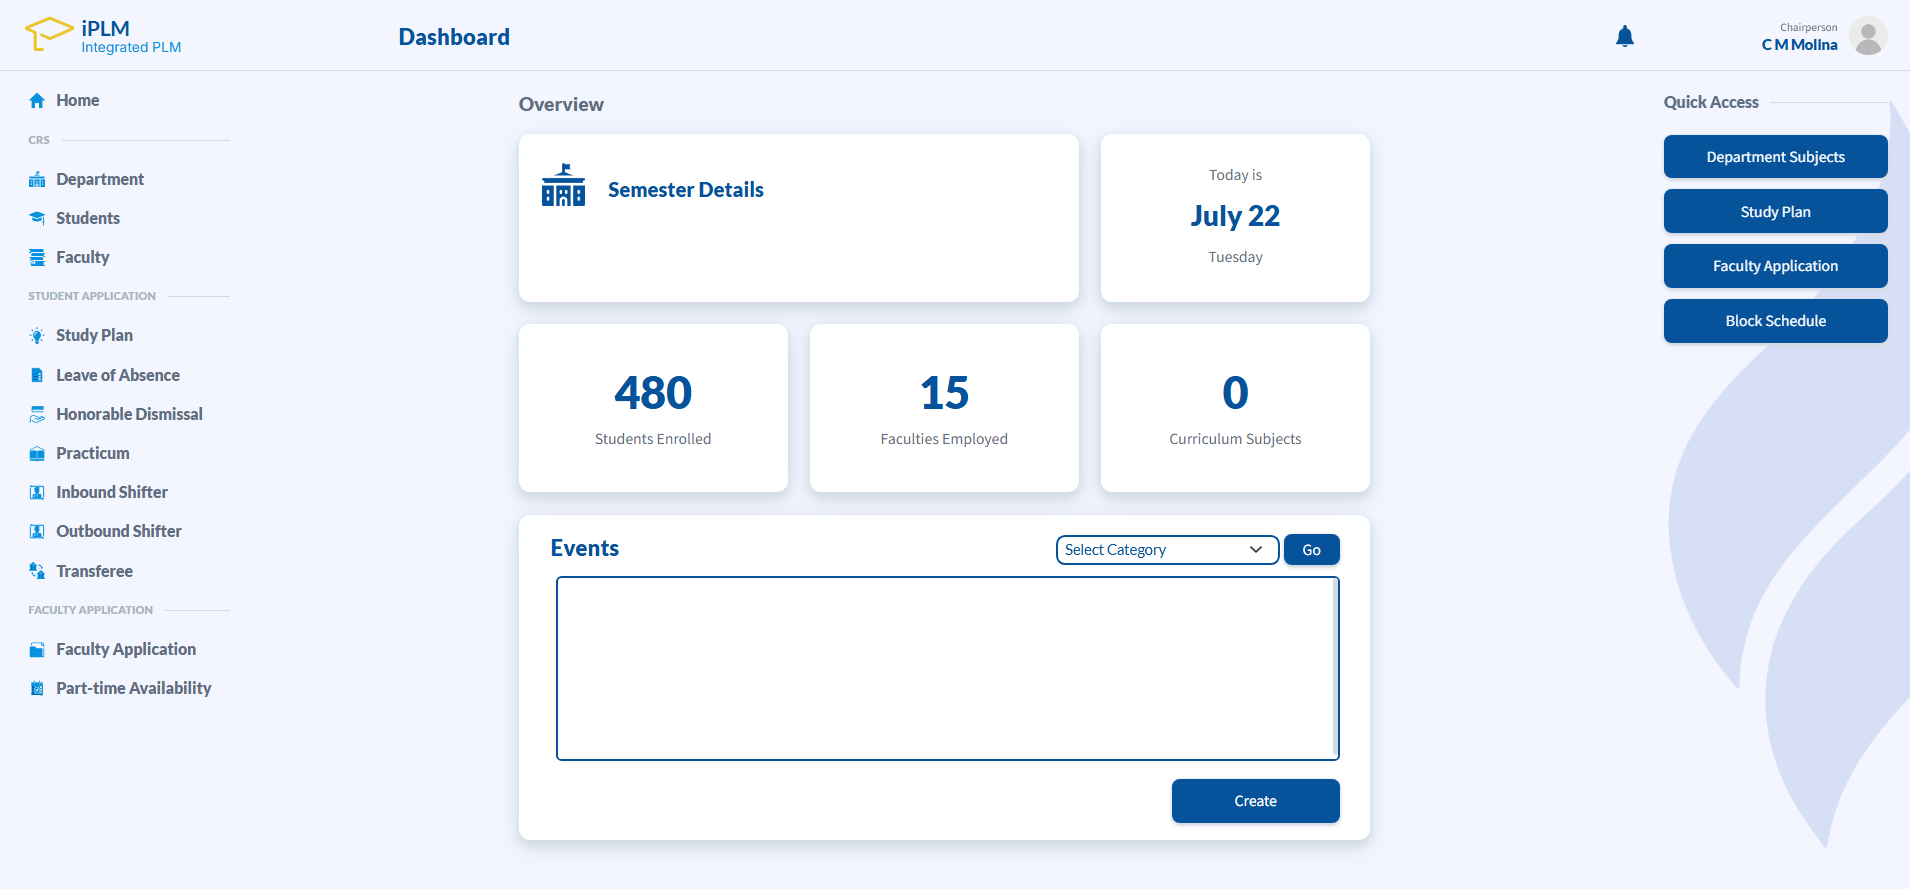 iPLM
Integrated PLM
Dashboard
Chairperson
C M Molina
Home
CRS
Department
Students
Faculty
STUDENT APPLICATION
Study Plan
Leave of Absence
Honorable Dismissal
Practicum
Inbound Shifter
Outbound Shifter
Transferee
FACULTY APPLICATION
Faculty Application
Part-time Availability
Overview
Semester Details
Today is
July 22
Tuesday
480
Students Enrolled
15
Faculties Employed
0
Curriculum Subjects
Events
Select Category
Go
Create
Quick Access
Department Subjects
Study Plan
Faculty Application
Block Schedule